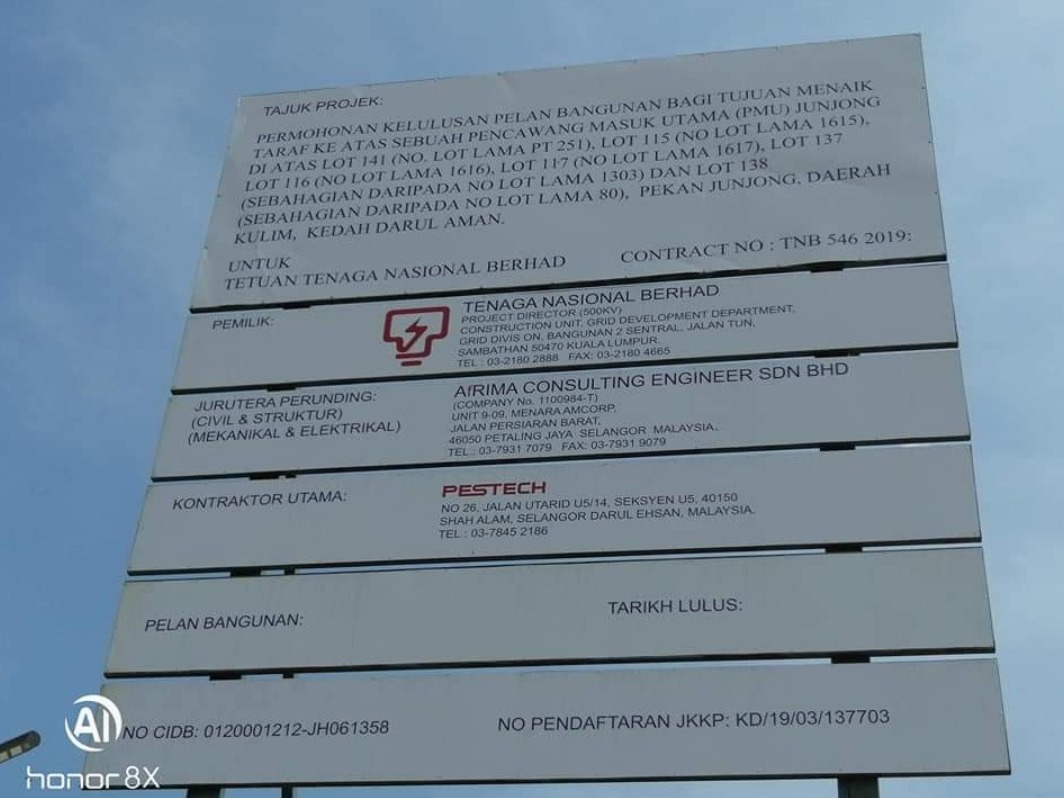 TAJUK PROJEK:
PERMOHONAN KELULUSAN PELAN BANGUNAN BAGI TUJUAN MENAIK
TARAF KE ATAS SEBUAH PENCAWANG MASUK UTAMA (PMU) JUNJONG
DI ATAS LOT 141 (NO. LOT LAMA PT 251), LOT 115 (NO LOT LAMA 1615),
LOT 116 (NO LOT LAMA 1616), LOT 117 (NO LOT LAMA 1617), LOT 137
(SEBAHAGIAN DARIPADA NO LOT LAMA 1303) DAN LOT 138
(SEBAHAGIAN DARIPADA NO LOT LAMA 80), PEKAN JUNJONG, DAERAH
KULIM, KEDAH DARUL AMAN.
UNTUK
TETUAN TENAGA NASIONAL BERHAD CONTRACT NO : TNB 546 2019:
PEMILIK:
TENAGA NASIONAL BERHAD
PROJECT DIRECTOR (500KV)
CONSTRUCTION UNIT, GRID DEVELOPMENT DEPARTMENT,
GRID DIVIS ON, BANGUNAN 2 SENTRAL, JALAN TUN,
SAMBATHAN 50470 KUALA LUMPUR.
TEL : 03-2180 2888 FAX: 03-2180 4665
JURUTERA PERUNDING:
(CIVIL & STRUKTUR)
(MEKANIKAL & ELEKTRIKAL)
AfRIMA CONSULTING ENGINEER SDN BHD
(COMPANY No. 1100984-T)
UNIT 9-09, MENARA AMCORP,
JALAN PERSIARAN BARAT,
46050 PETALING JAYA SELANGOR MALAYSIA.
TEL.: 03-7931 7079 FAX: 03-7931 9079
KONTRAKTOR UTAMA:
PESTECH
NO 26, JALAN UTARID U5/14, SEKSYEN U5, 40150
SHAH ALAM, SELANGOR DARUL EHSAN, MALAYSIA.
TEL.: 03-7845 2186
PELAN BANGUNAN: TARIKH LULUS:
NO CIDB: 0120001212-JH061358 NO PENDAFTARAN JKKP: KD/19/03/137703
AI
honor 8X